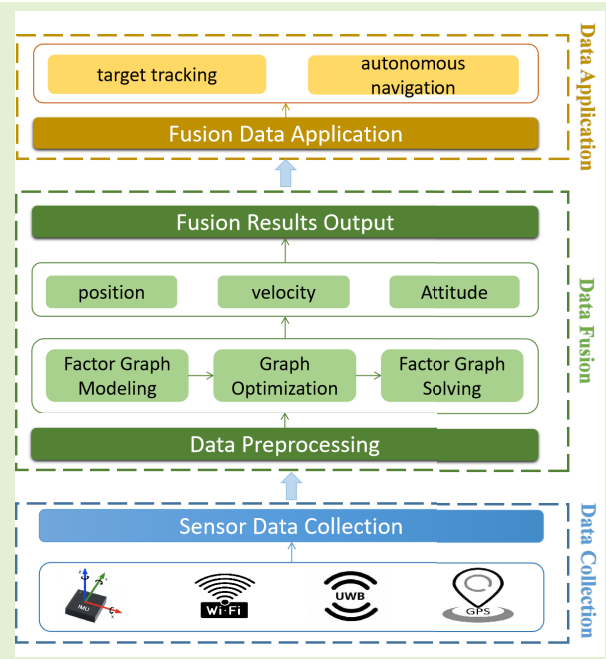 target tracking
autonomous
navigation
Fusion Data Application
Data Application
Fusion Results Output
position
velocity
Attitude
Factor Graph
Modeling
Graph
Optimization
Factor Graph
Solving
Data Preprocessing
Data Fusion
Sensor Data Collection
IMU
Wi-Fi
UWB
GPS
Data Collection